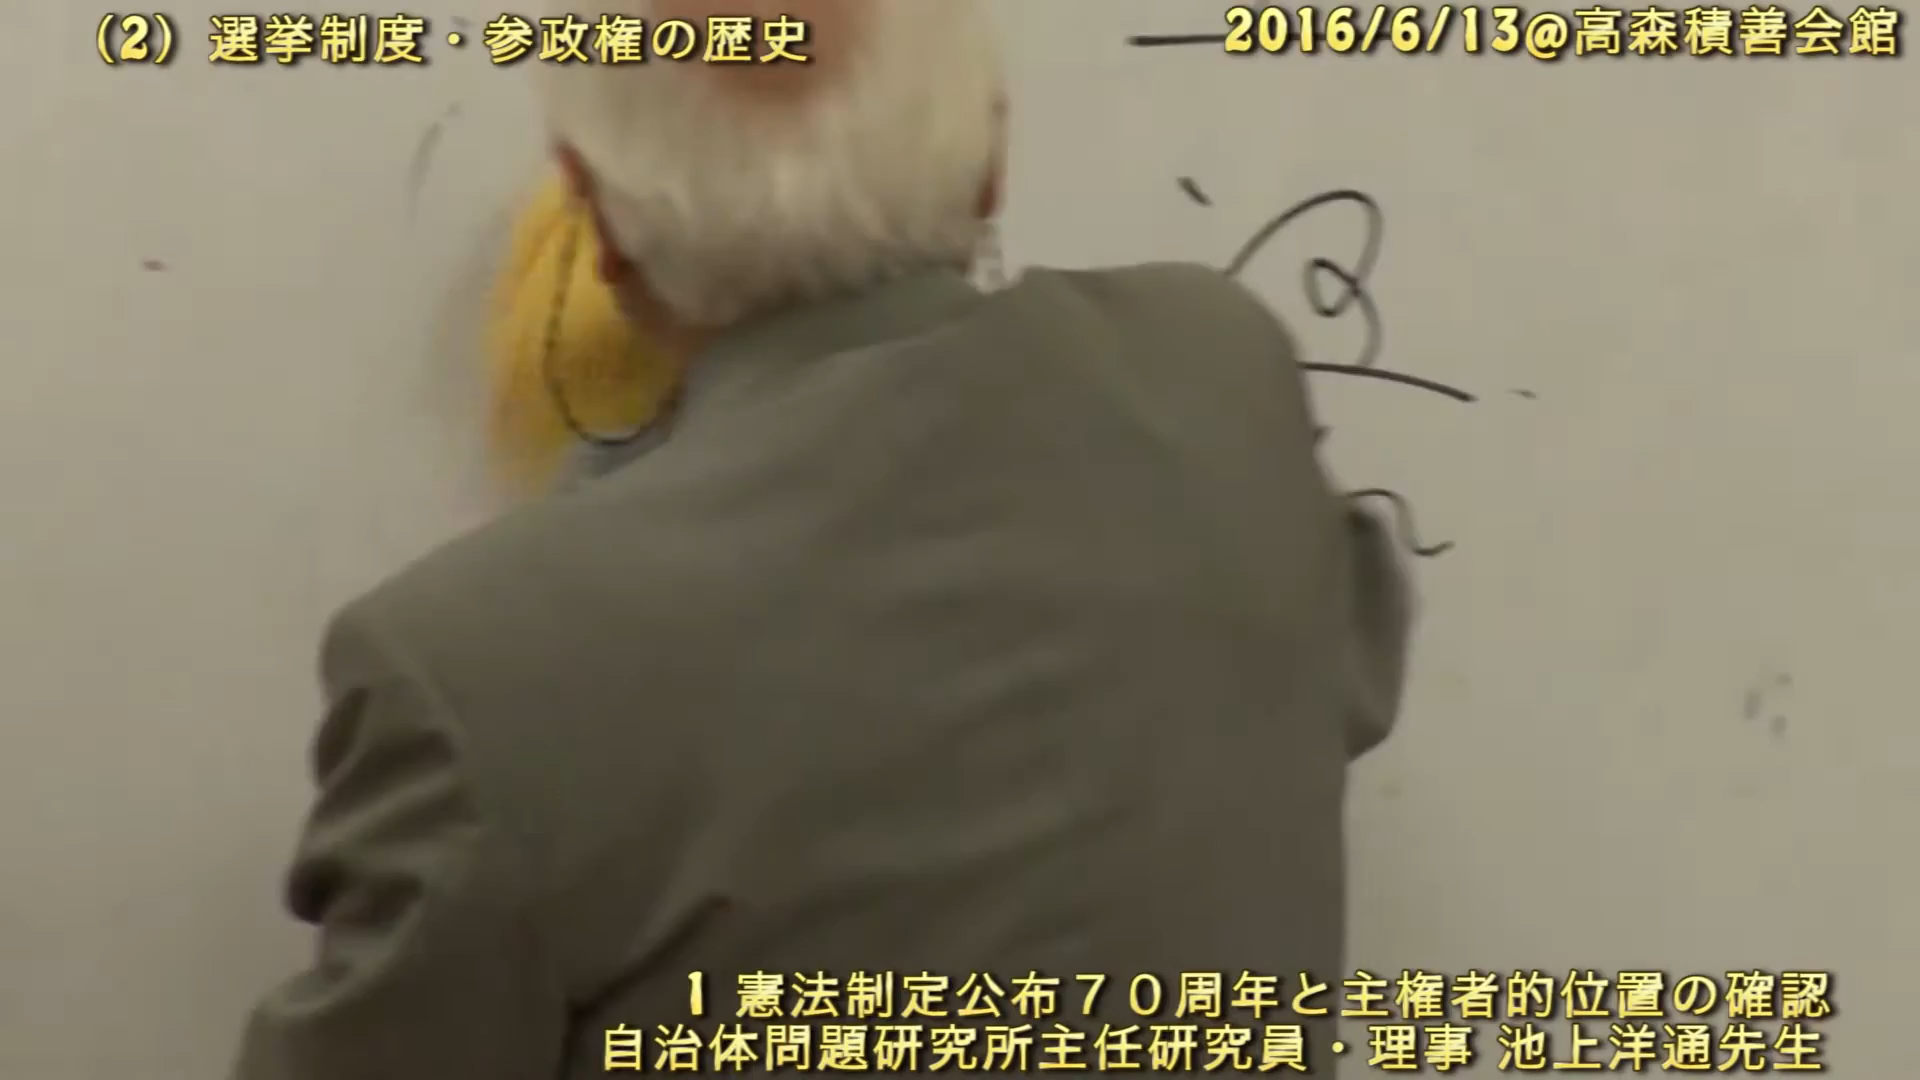 （2）選挙制度・参政権の歴史
2016/6/13@高森積善会館
1 憲法制定公布７０周年と主権者的位置の確認
自治体問題研究所主任研究員・理事 池上洋通先生